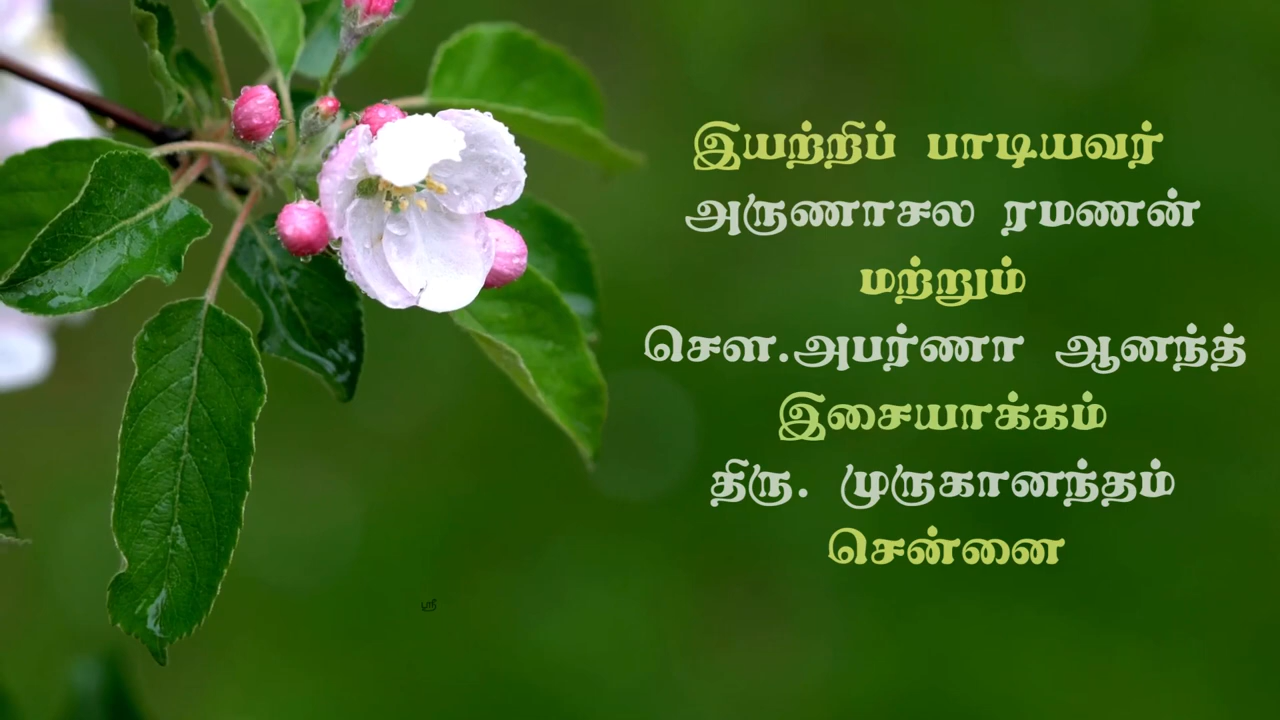 இயற்றிப் பாடியவர்
அருணாசல ரமணன்
மற்றும்
சௌ.அபர்ணா ஆனந்த்
இசையாக்கம்
திரு. முருகானந்தம்
சென்னை
ஸ்ரீ